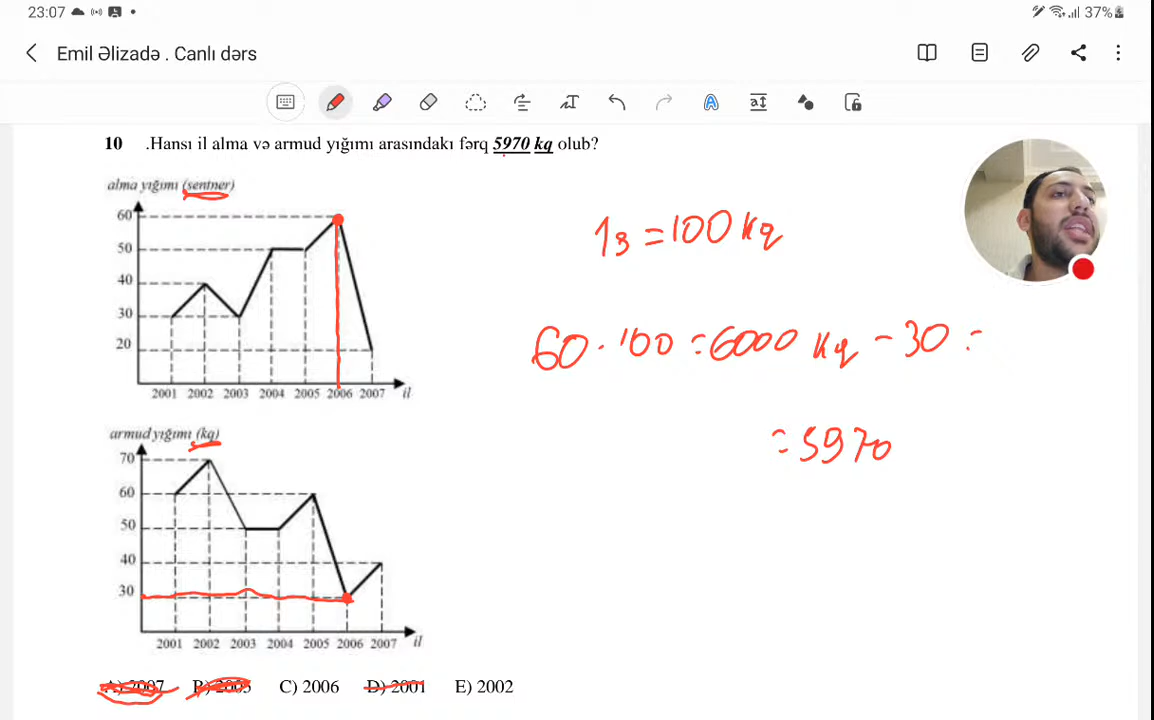 23:07 37%
Emil Əlizadə . Canlı dərs
10 .Hansı il alma və armud yığımı arasındakı fərq 5970 kq olub?
alma yığımı (sentner)
60
50
40
30
20
2001 2002 2003 2004 2005 2006 2007 il
1s = 100 kq
60 · 100 = 6000 kq - 30 =
= 5970
armud yığımı (kq)
70
60
50
40
30
2001 2002 2003 2004 2005 2006 2007 il
A) 2007 B) 2005 C) 2006 D) 2001 E) 2002